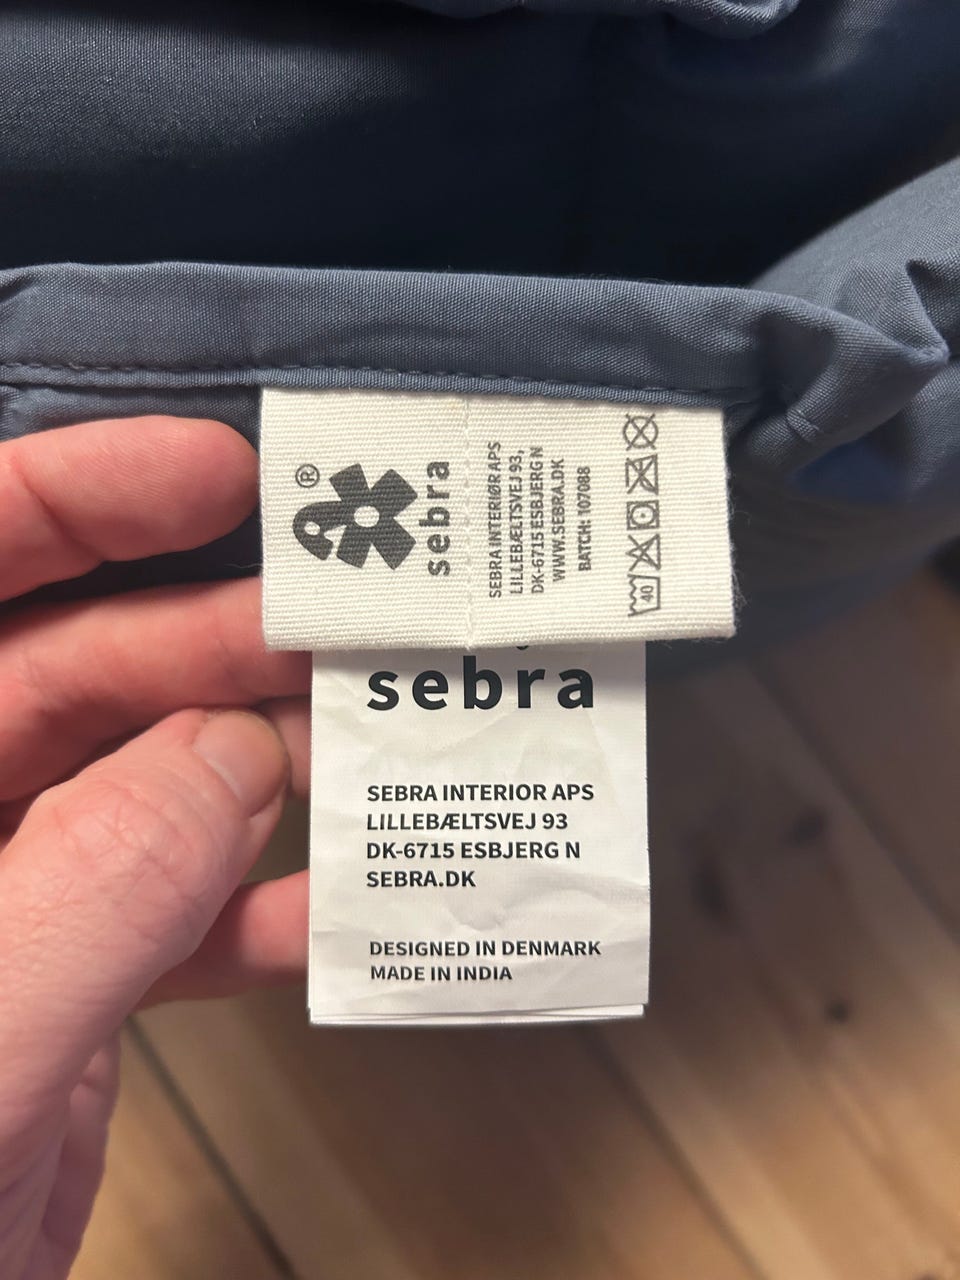 ®
sebra
SEBRA INTERIØR APS
LILLEBÆLTSVEJ 93,
DK-6715 ESBJERG N
WWW.SEBRA.DK
BATCH: 107088
40
sebra
SEBRA INTERIOR APS
LILLEBÆLTSVEJ 93
DK-6715 ESBJERG N
SEBRA.DK
DESIGNED IN DENMARK
MADE IN INDIA